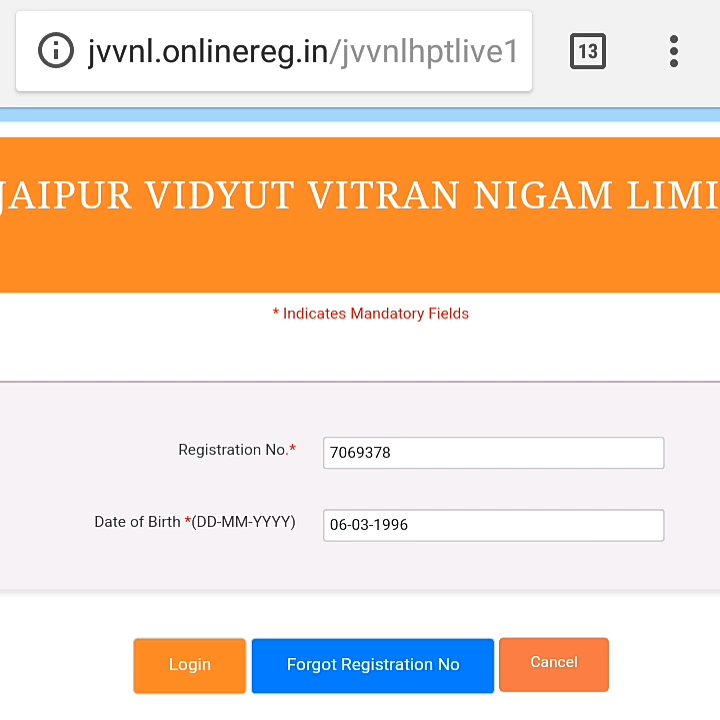 jvvnl.onlinereg.in/jvvnlhptlive1
13
JAIPUR VIDYUT VITRAN NIGAM LIMI
* Indicates Mandatory Fields
Registration No.* 7069378
Date of Birth *(DD-MM-YYYY) 06-03-1996
Login Forgot Registration No Cancel